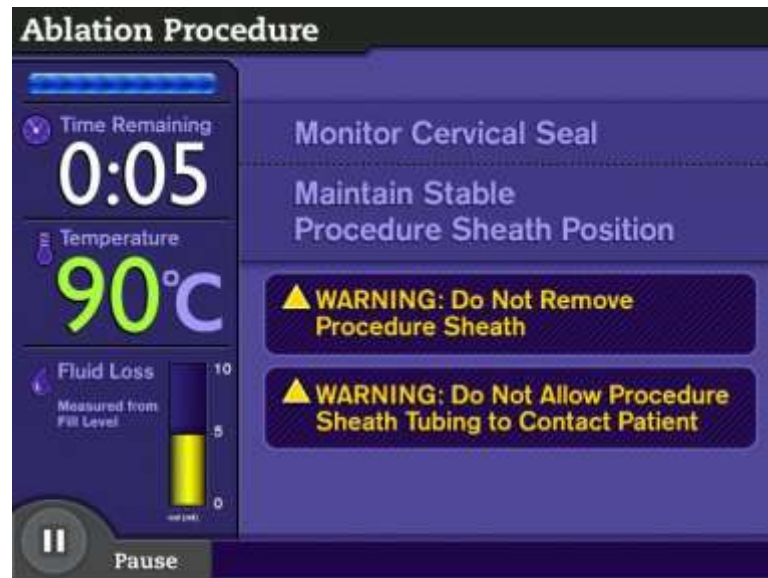 Ablation Procedure
Time Remaining
0:05
Temperature
90°C
Fluid Loss
Measured from
Fill Level
10
5
0
Monitor Cervical Seal
Maintain Stable
Procedure Sheath Position
WARNING: Do Not Remove
Procedure Sheath
WARNING: Do Not Allow Procedure
Sheath Tubing to Contact Patient
Pause